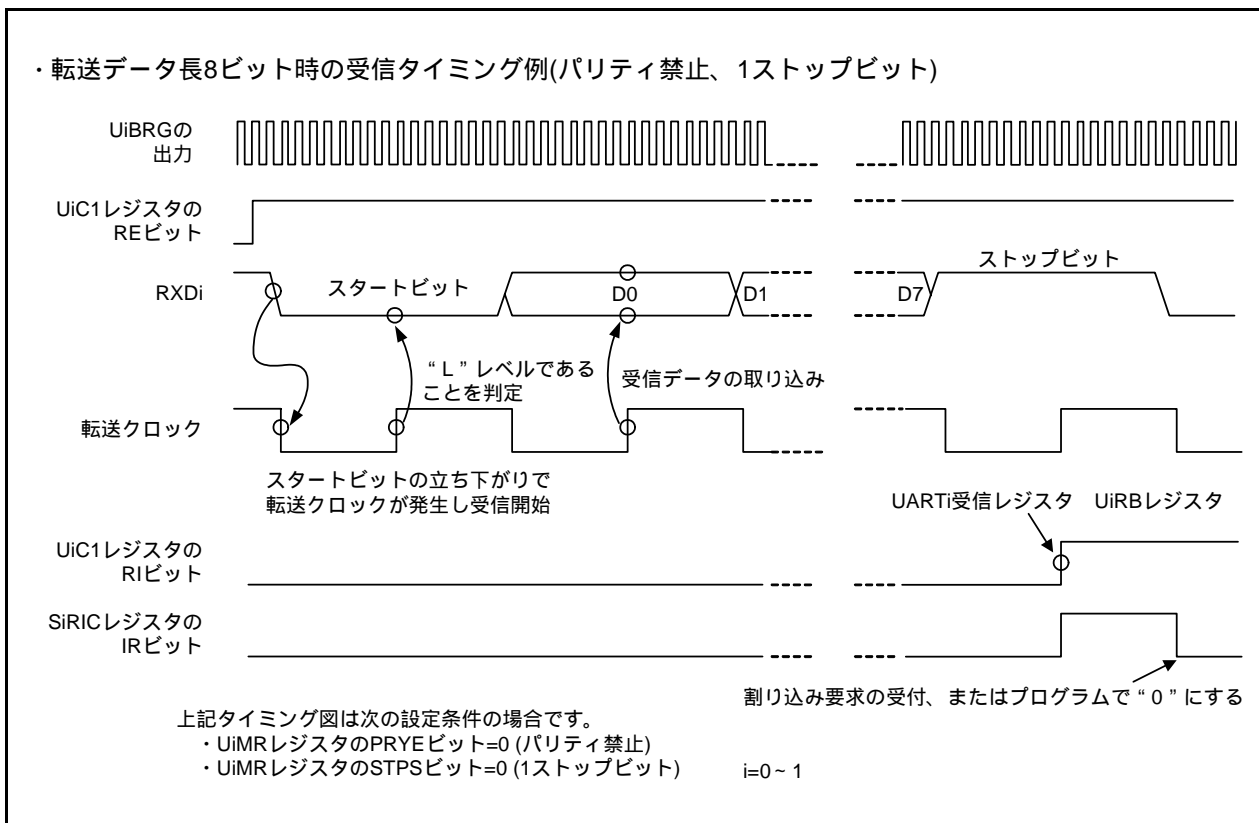 ・転送データ長8ビット時の受信タイミング例(パリティ禁止、1ストップビット)
UiBRGの
出力
UiC1レジスタの
REビット
RXDi
スタートビット
D0
D1
D7
ストップビット
“L”レベルである
ことを判定
受信データの取り込み
転送クロック
スタートビットの立ち下がりで
転送クロックが発生し受信開始
UARTi受信レジスタ UiRBレジスタ
UiC1レジスタの
RIビット
SiRICレジスタの
IRビット
割り込み要求の受付、またはプログラムで“0”にする
上記タイミング図は次の設定条件の場合です。
・UiMRレジスタのPRYEビット=0 (パリティ禁止)
・UiMRレジスタのSTPSビット=0 (1ストップビット) i=0~1